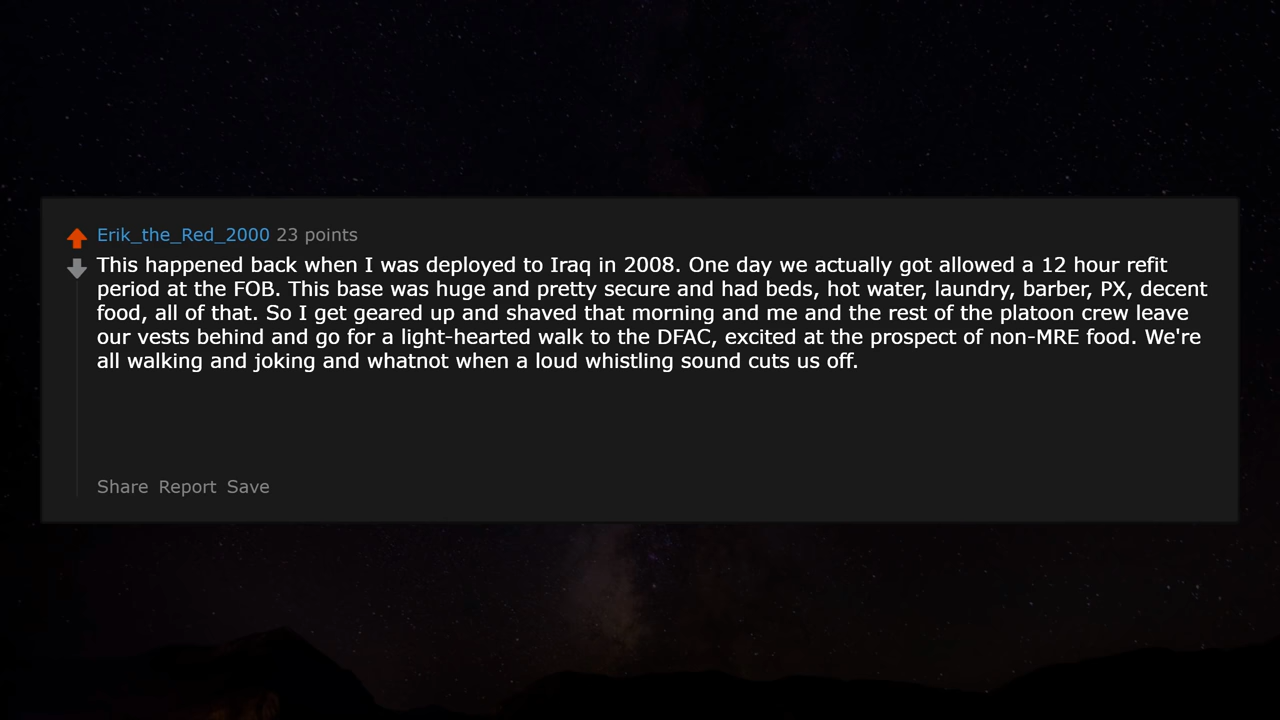 Erik_the_Red_2000 23 points
This happened back when I was deployed to Iraq in 2008. One day we actually got allowed a 12 hour refit
period at the FOB. This base was huge and pretty secure and had beds, hot water, laundry, barber, PX, decent
food, all of that. So I get geared up and shaved that morning and me and the rest of the platoon crew leave
our vests behind and go for a light-hearted walk to the DFAC, excited at the prospect of non-MRE food. We're
all walking and joking and whatnot when a loud whistling sound cuts us off.
Share Report Save